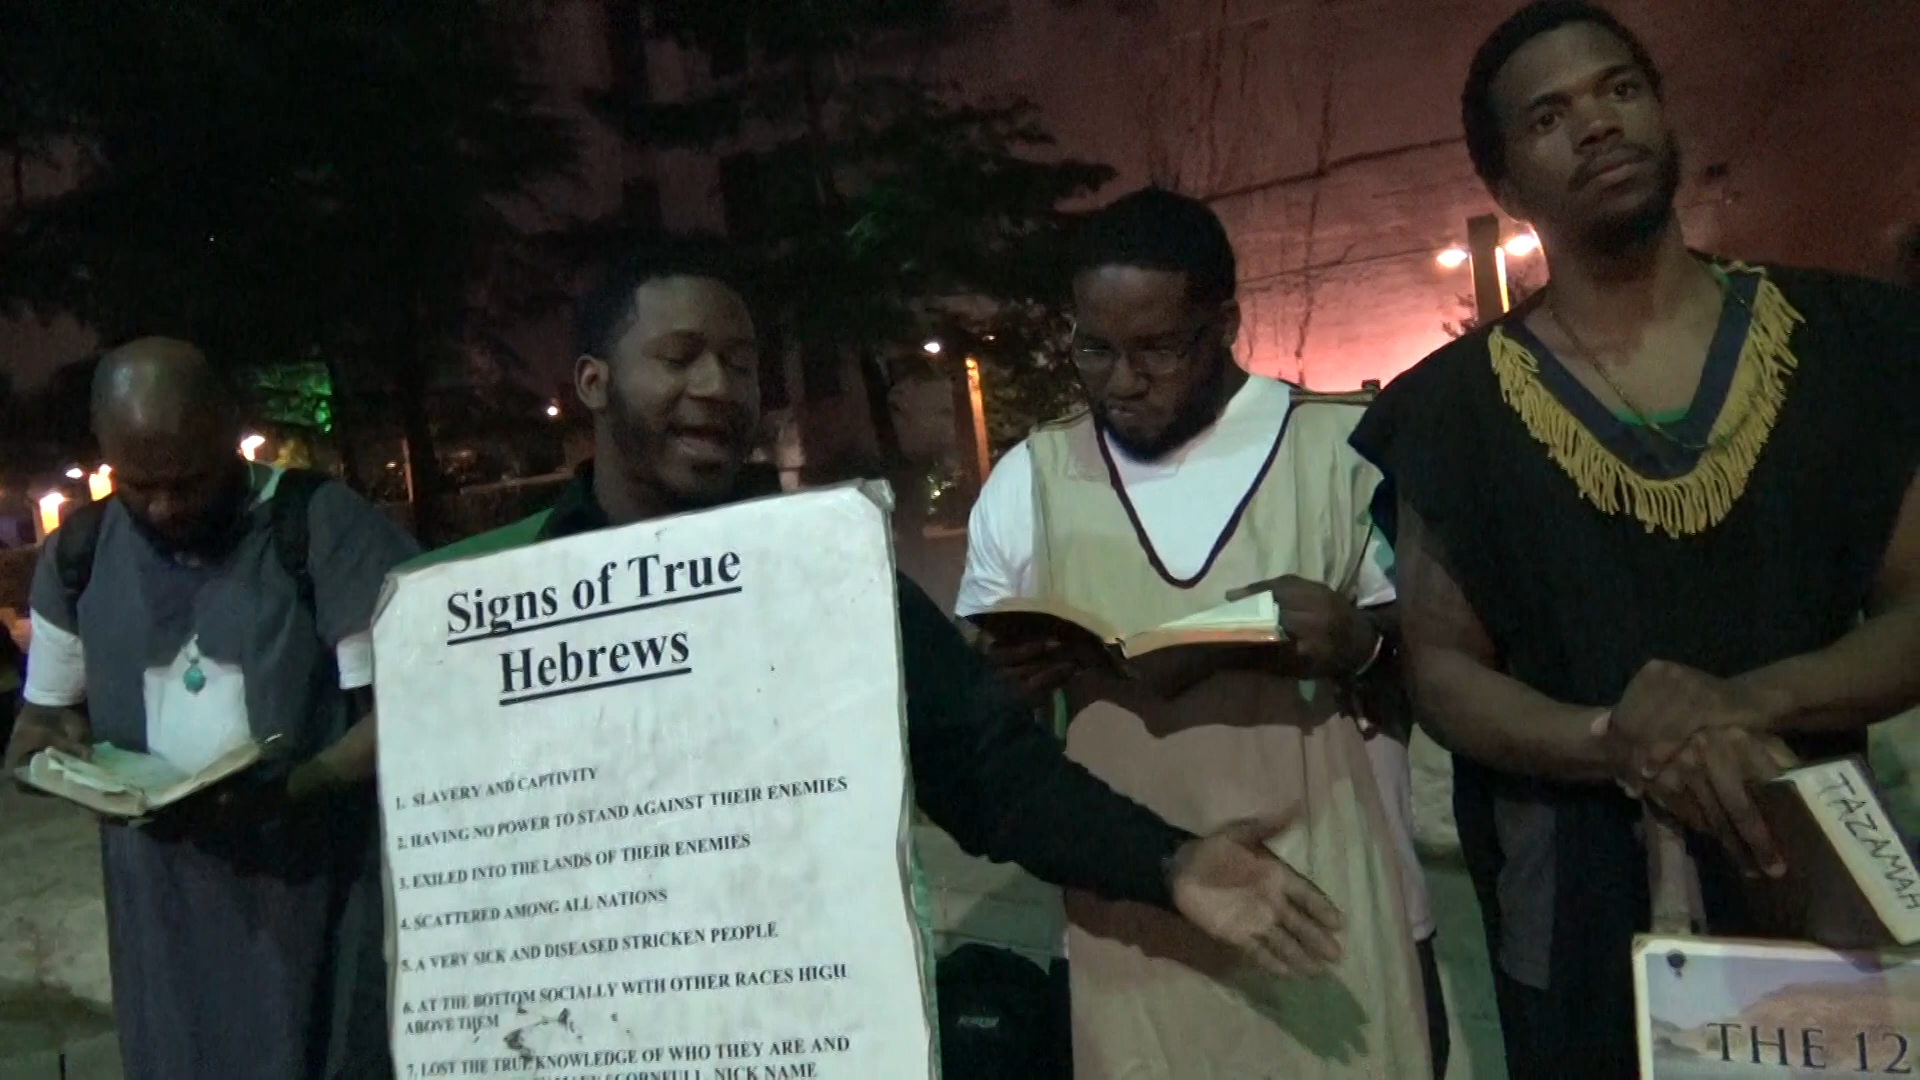 Signs of True
Hebrews
1. SLAVERY AND CAPTIVITY
2. HAVING NO POWER TO STAND AGAINST THEIR ENEMIES
3. EXILED INTO THE LANDS OF THEIR ENEMIES
4. SCATTERED AMONG ALL NATIONS
5. A VERY SICK AND DISEASED STRICKEN PEOPLE
6. AT THE BOTTOM SOCIALLY WITH OTHER RACES HIGH
ABOVE THEM
7. LOST THE TRUE KNOWLEDGE OF WHO THEY ARE AND
SCORNFULL NICK NAME
TAZAMAH
THE 12